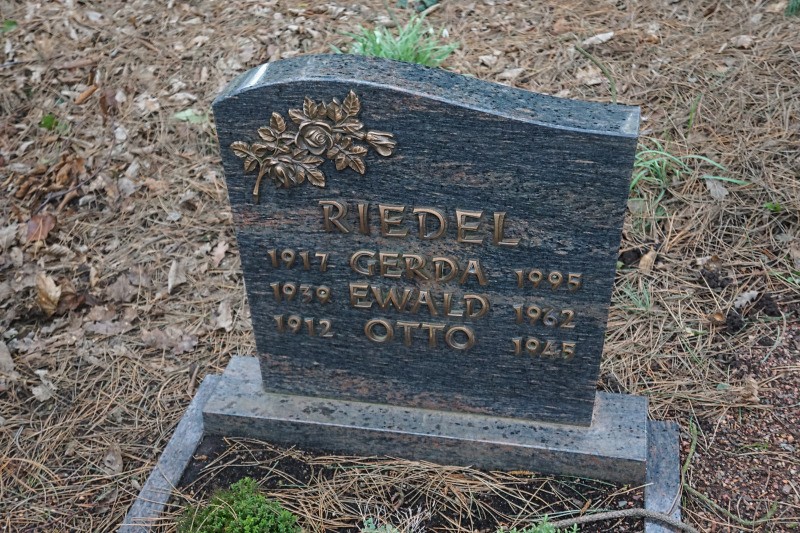 RIEDEL
1917 GERDA 1995
1939 EWALD 1962
1912 OTTO 1945